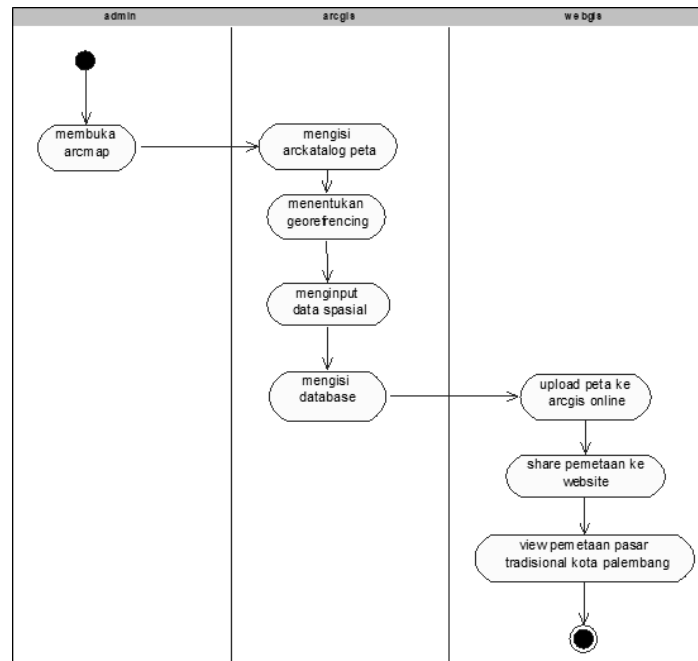 admin
arcgis
webgis
membuka
arcmap
mengisi
arckatalog peta
menentukan
georefrencing
menginput
data spasial
mengisi
database
upload peta ke
arcgis online
share pemetaan ke
website
view pemetaan pasar
tradisional kota palembang